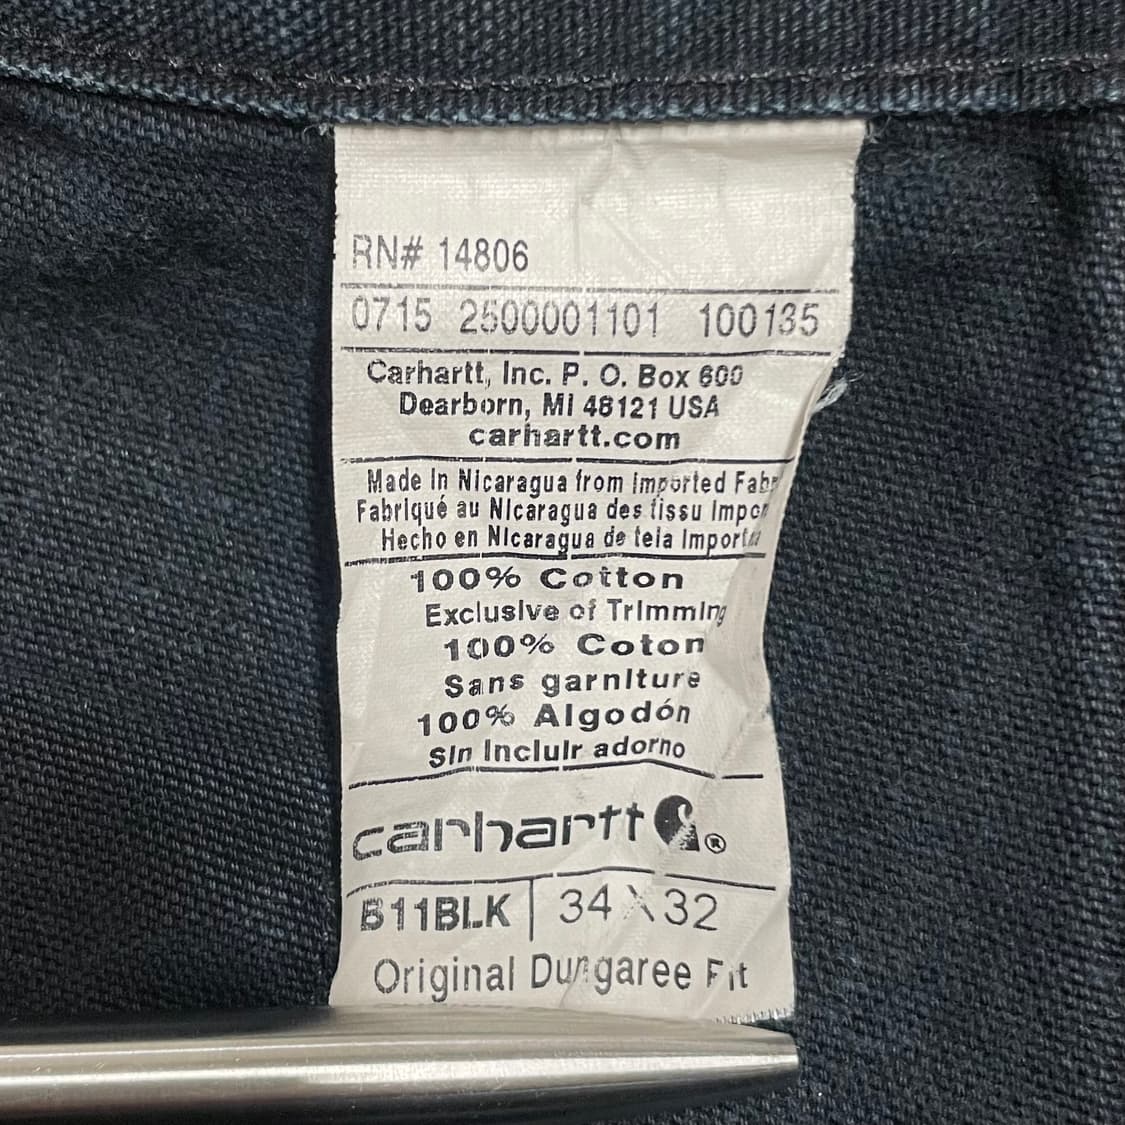 RN# 14806
0715 2500001101 100135
Carhartt, Inc. P. O. Box 600
Dearborn, MI 48121 USA
carhartt.com
Made In Nicaragua from Imported Fabr
Fabriqué au Nicaragua des tissu Impor
Hecho en Nicaragua de tela Importa
100% Cotton
Exclusive of Trimming
100% Coton
Sans garniture
100% Algodón
Sin Incluir adorno
carhartt ®
B11BLK 34 X 32
Original Dungaree Fit